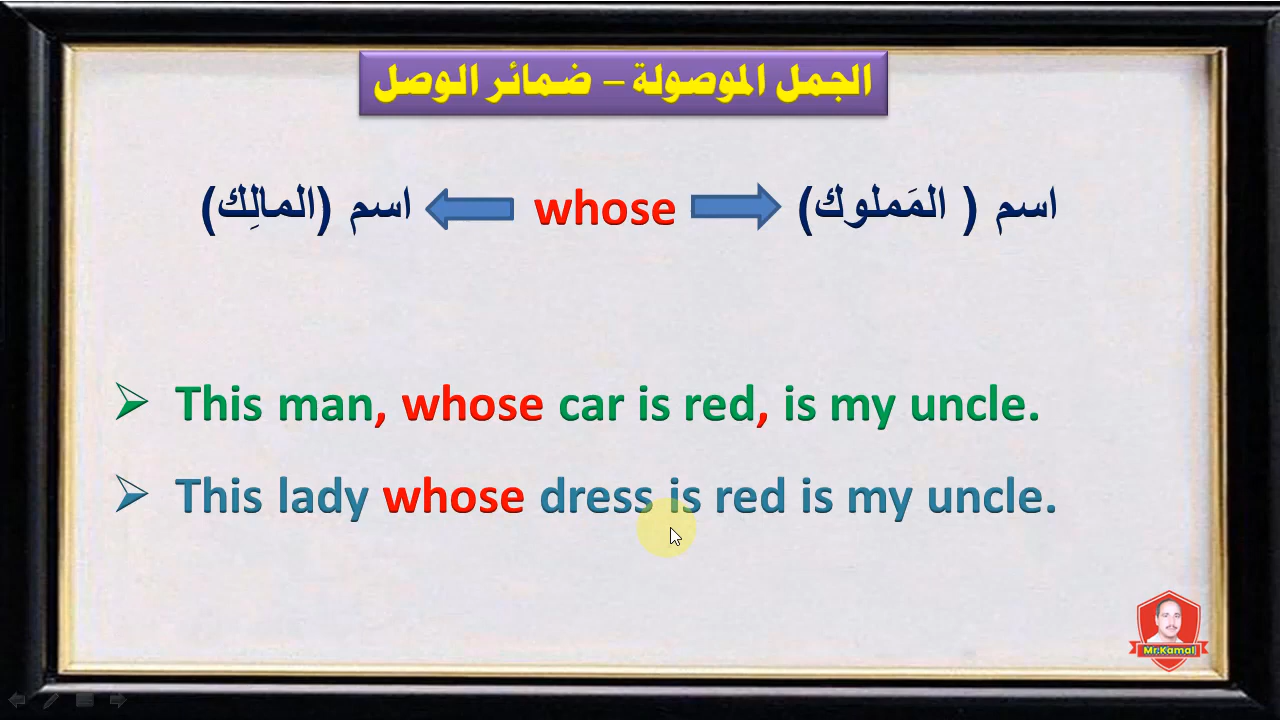 الجمل الموصولة – ضمائر الوصل
اسم (المالِك) whose اسم ( المَملوك)
This man, whose car is red, is my uncle.
This lady whose dress is red is my uncle.
Mr.Kamal